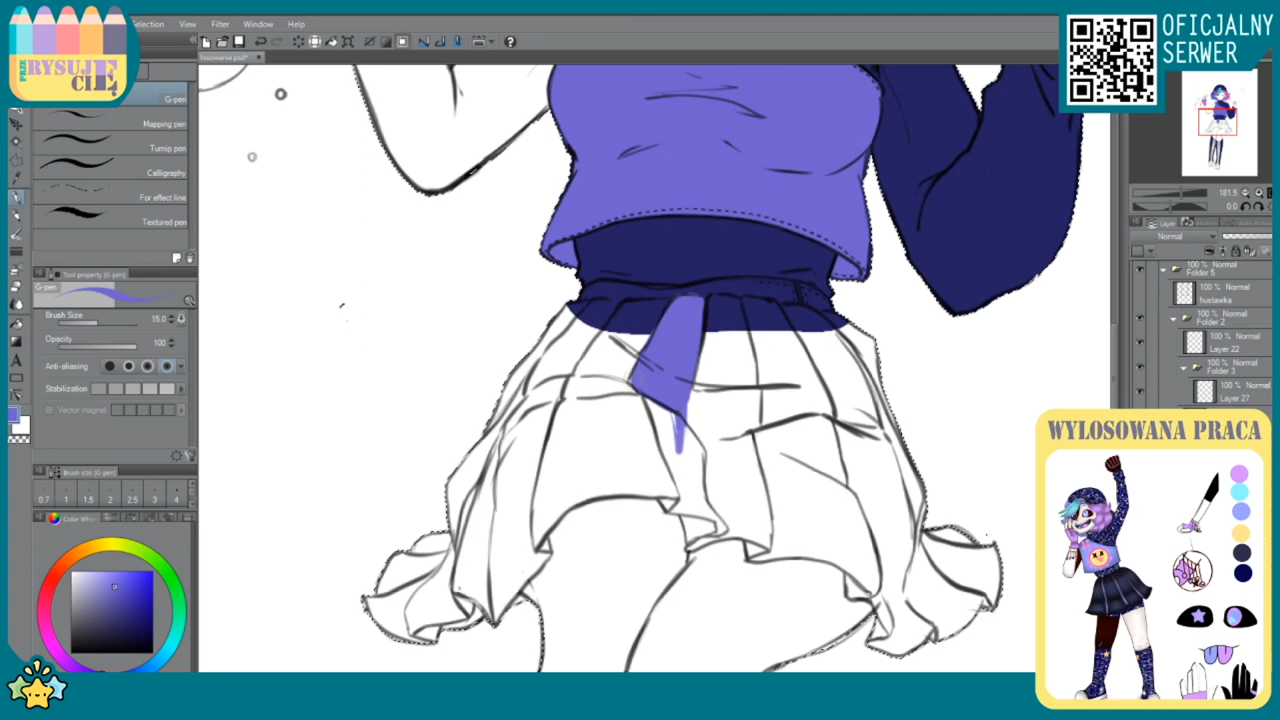 PRZE
RYSUJĘ
CIĘ
OFICJALNY
SERWER
Selection View Filter Window Help
G-pen
Mapping pen
Turnip pen
Calligraphy
For effect line
Textured pen
Tool property (G-pen)
G-pen
Brush Size 15.0
Opacity 100
Anti-aliasing
Stabilization
Vector magnet
Brush size (G-pen)
0.7 1 1.5 2 2.5 3 4
Color Whe
181.5
0.0
Layer
Normal
100 % Normal
Folder 5
100 % Normal
hustawka
100 % Normal
Folder 2
100 % Normal
Layer 22
100 % Normal
Folder 3
100 % Normal
Layer 27
WYLOSOWANA PRACA